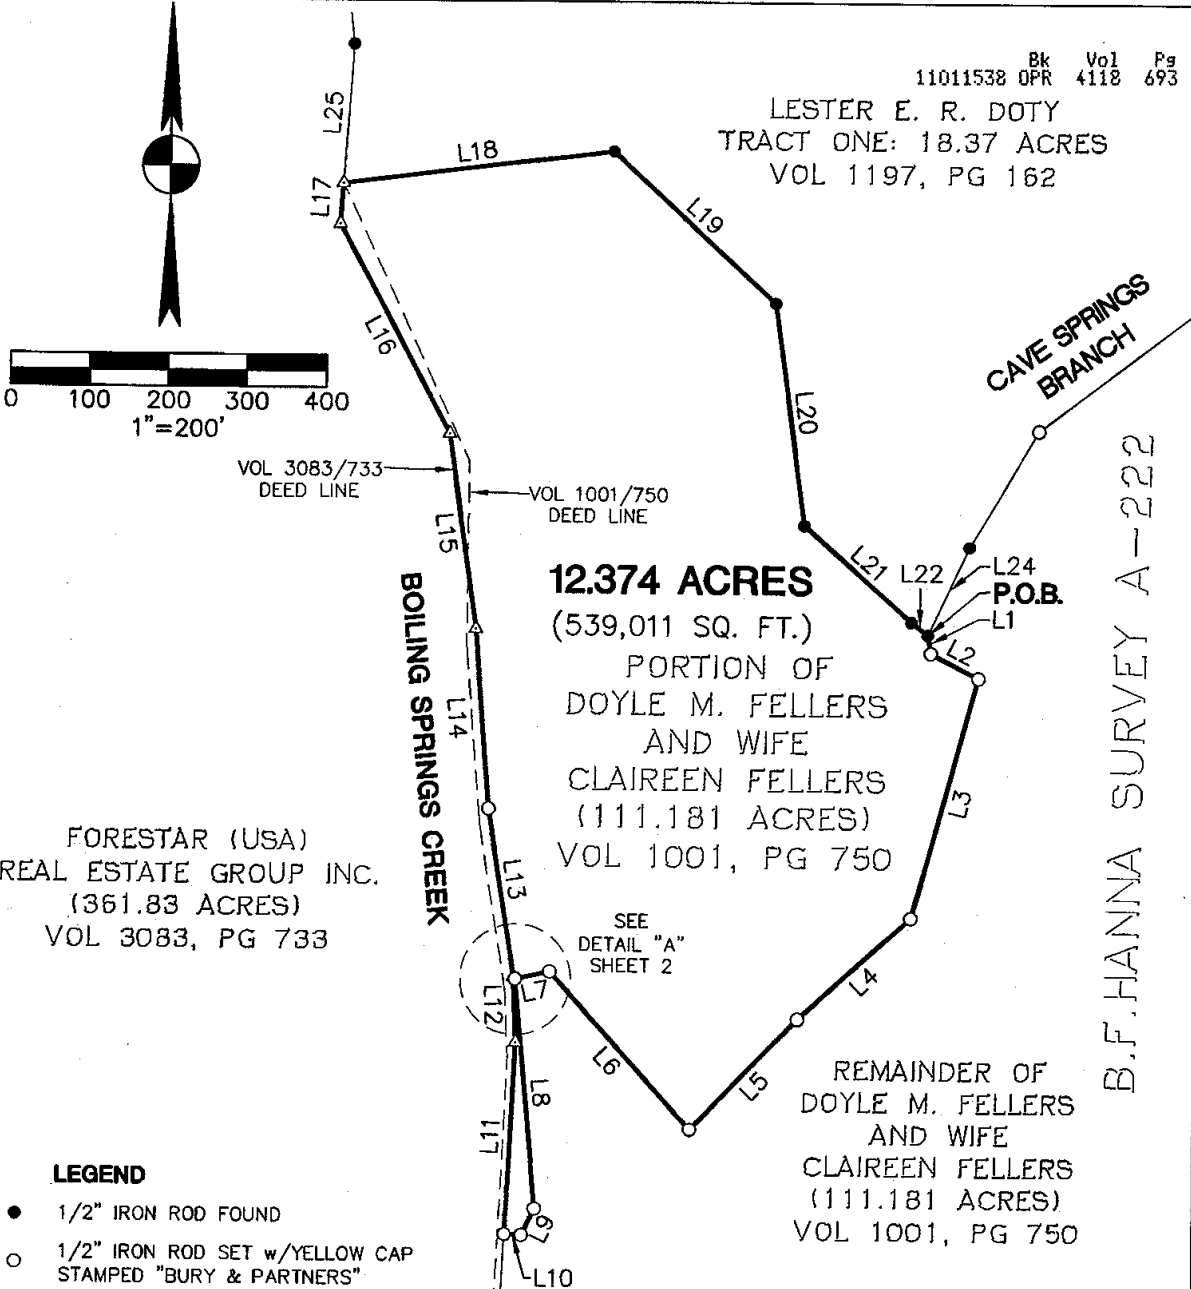 Bk Vol Pg
11011538 OPR 4118 693
LESTER E. R. DOTY
TRACT ONE: 18.37 ACRES
VOL 1197, PG 162
L25
L18
L17
L19
L16
CAVE SPRINGS
BRANCH
0 100 200 300 400
1"=200'
L20
VOL 3083/733
DEED LINE
VOL 1001/750
DEED LINE
L15
L21
L22
L24
P.O.B.
L1
L2
12.374 ACRES
(539,011 SQ. FT.)
PORTION OF
DOYLE M. FELLERS
AND WIFE
CLAIREEN FELLERS
(111.181 ACRES)
VOL 1001, PG 750
BOILING SPRINGS CREEK
B.F.HANNA SURVEY A-222
L14
L3
FORESTAR (USA)
REAL ESTATE GROUP INC.
(361.83 ACRES)
VOL 3083, PG 733
L13
SEE
DETAIL "A"
SHEET 2
L7
L12
L4
L6
L5
L8
L11
REMAINDER OF
DOYLE M. FELLERS
AND WIFE
CLAIREEN FELLERS
(111.181 ACRES)
VOL 1001, PG 750
L9
L10
LEGEND
1/2" IRON ROD FOUND
1/2" IRON ROD SET w/YELLOW CAP
STAMPED "BURY & PARTNERS"